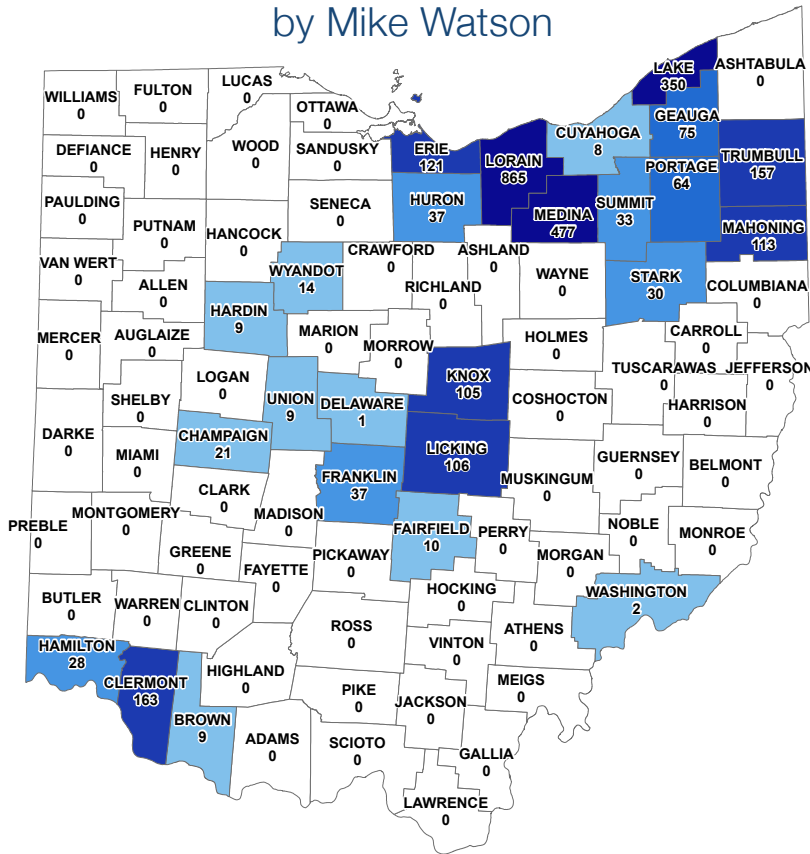 by Mike Watson
WILLIAMS
0
FULTON
0
LUCAS
0
OTTAWA
0
LAKE
350
ASHTABULA
0
DEFIANCE
0
HENRY
0
WOOD
0
SANDUSKY
0
ERIE
121
LORAIN
865
CUYAHOGA
8
GEAUGA
75
TRUMBULL
157
PAULDING
0
PUTNAM
0
HANCOCK
0
SENECA
0
HURON
37
MEDINA
477
SUMMIT
33
PORTAGE
64
MAHONING
113
VAN WERT
0
ALLEN
0
WYANDOT
14
CRAWFORD
0
RICHLAND
0
ASHLAND
0
WAYNE
0
STARK
30
COLUMBIANA
0
MERCER
0
AUGLAIZE
0
HARDIN
9
MARION
0
MORROW
0
HOLMES
0
CARROLL
0
SHELBY
0
LOGAN
0
UNION
9
DELAWARE
1
KNOX
105
COSHOCTON
0
TUSCARAWAS
0
JEFFERSON
0
HARRISON
0
DARKE
0
MIAMI
0
CHAMPAIGN
21
FRANKLIN
37
LICKING
106
MUSKINGUM
0
GUERNSEY
0
BELMONT
0
PREBLE
0
MONTGOMERY
0
CLARK
0
MADISON
0
FAIRFIELD
10
PERRY
0
MORGAN
0
NOBLE
0
MONROE
0
GREENE
0
FAYETTE
0
PICKAWAY
0
HOCKING
0
WASHINGTON
2
BUTLER
0
WARREN
0
CLINTON
0
ROSS
0
VINTON
0
ATHENS
0
HAMILTON
28
CLERMONT
163
BROWN
9
HIGHLAND
0
PIKE
0
JACKSON
0
MEIGS
0
ADAMS
0
SCIOTO
0
GALLIA
0
LAWRENCE
0